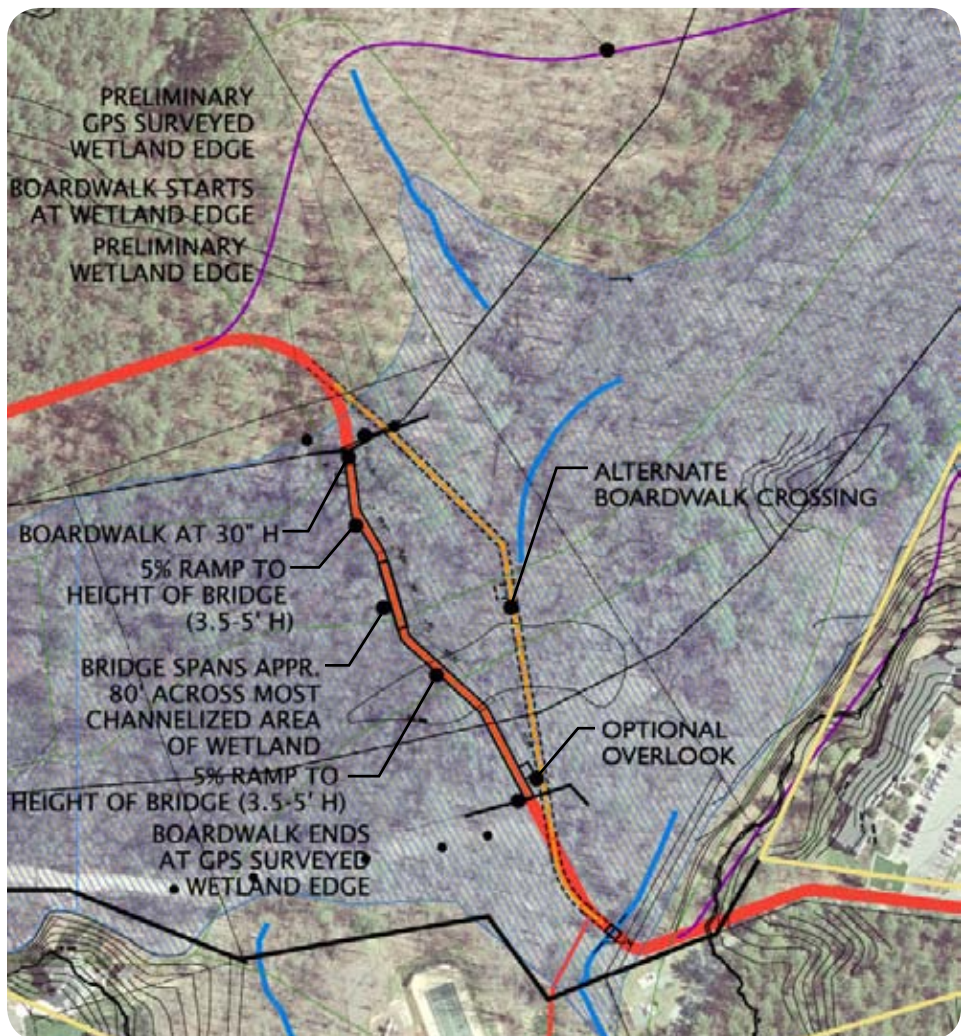 PRELIMINARY
GPS SURVEYED
WETLAND EDGE
BOARDWALK STARTS
AT WETLAND EDGE
PRELIMINARY
WETLAND EDGE
ALTERNATE
BOARDWALK CROSSING
BOARDWALK AT 30" H
5% RAMP TO
HEIGHT OF BRIDGE
(3.5-5' H)
BRIDGE SPANS APPR.
80' ACROSS MOST
CHANNELIZED AREA
OF WETLAND
OPTIONAL
OVERLOOK
5% RAMP TO
HEIGHT OF BRIDGE (3.5-5' H)
BOARDWALK ENDS
AT GPS SURVEYED
WETLAND EDGE